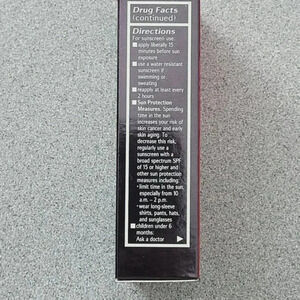 Drug Facts
(continued)
Directions
For sunscreen use:
■ apply liberally 15
minutes before sun
exposure
■ use a water resistant
sunscreen if
swimming or
sweating
■ reapply at least every
2 hours
■ Sun Protection
Measures. Spending
time in the sun
increases your risk of
skin cancer and early
skin aging. To
decrease this risk,
regularly use a
sunscreen with a
broad spectrum SPF
of 15 or higher and
other sun protection
measures including:
• limit time in the sun,
especially from 10
a.m. – 2 p.m.
• wear long-sleeve
shirts, pants, hats,
and sunglasses
■ children under 6
months:
Ask a doctor ▶